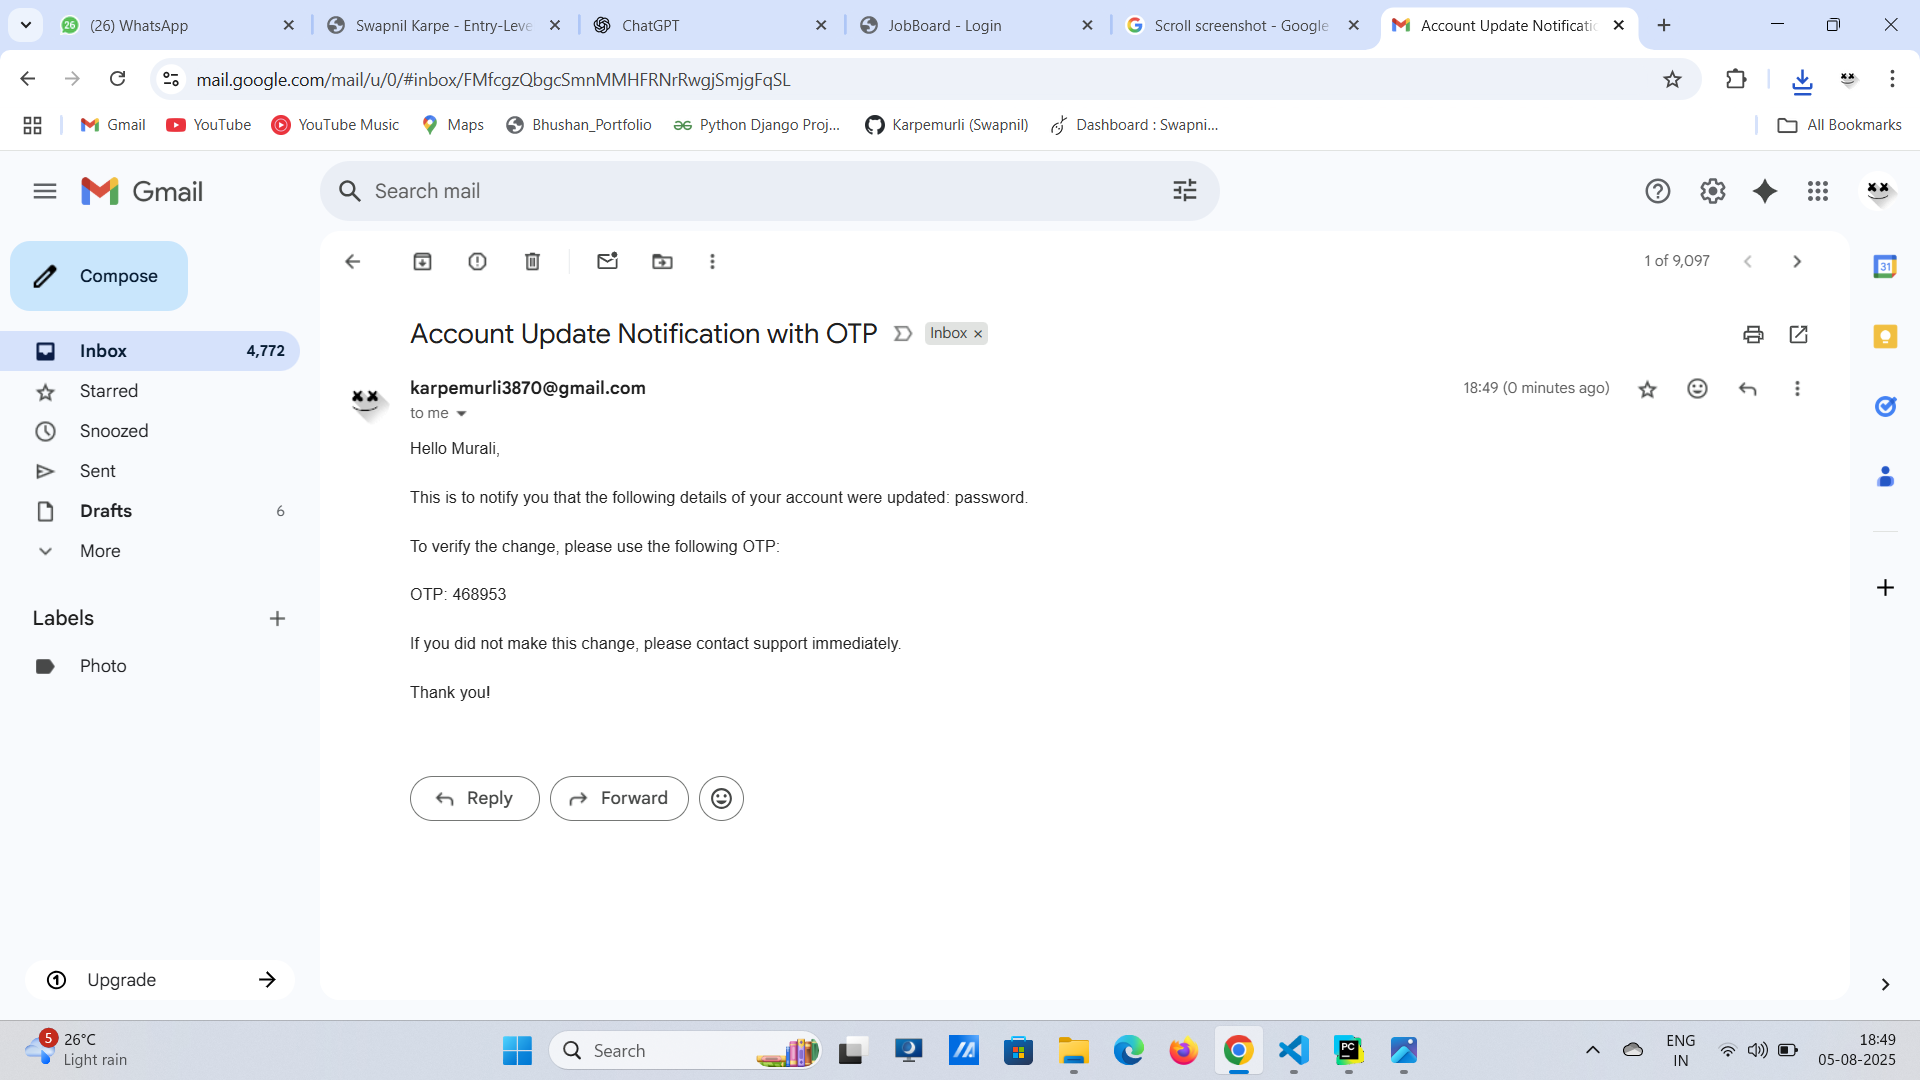 26
(26) WhatsApp
Swapnil Karpe - Entry-Leve
ChatGPT
JobBoard - Login
Scroll screenshot - Google
Account Update Notificatio
mail.google.com/mail/u/0/#inbox/FMfcgzQbgcSmnMMHFRNrRwgjSmjgFqSL
Gmail
YouTube
YouTube Music
Maps
Bhushan_Portfolio
Python Django Proj...
Karpemurli (Swapnil)
Dashboard : Swapni...
All Bookmarks
Gmail
Search mail
Compose
1 of 9,097
31
Account Update Notification with OTP
Inbox ×
Inbox 4,772
Starred
Snoozed
Sent
Drafts 6
More
Labels
Photo
karpemurli3870@gmail.com
18:49 (0 minutes ago)
to me
Hello Murali,
This is to notify you that the following details of your account were updated: password.
To verify the change, please use the following OTP:
OTP: 468953
If you did not make this change, please contact support immediately.
Thank you!
Reply
Forward
1 Upgrade
5
26°C
Light rain
Search
PC
ENG
IN
18:49
05-08-2025